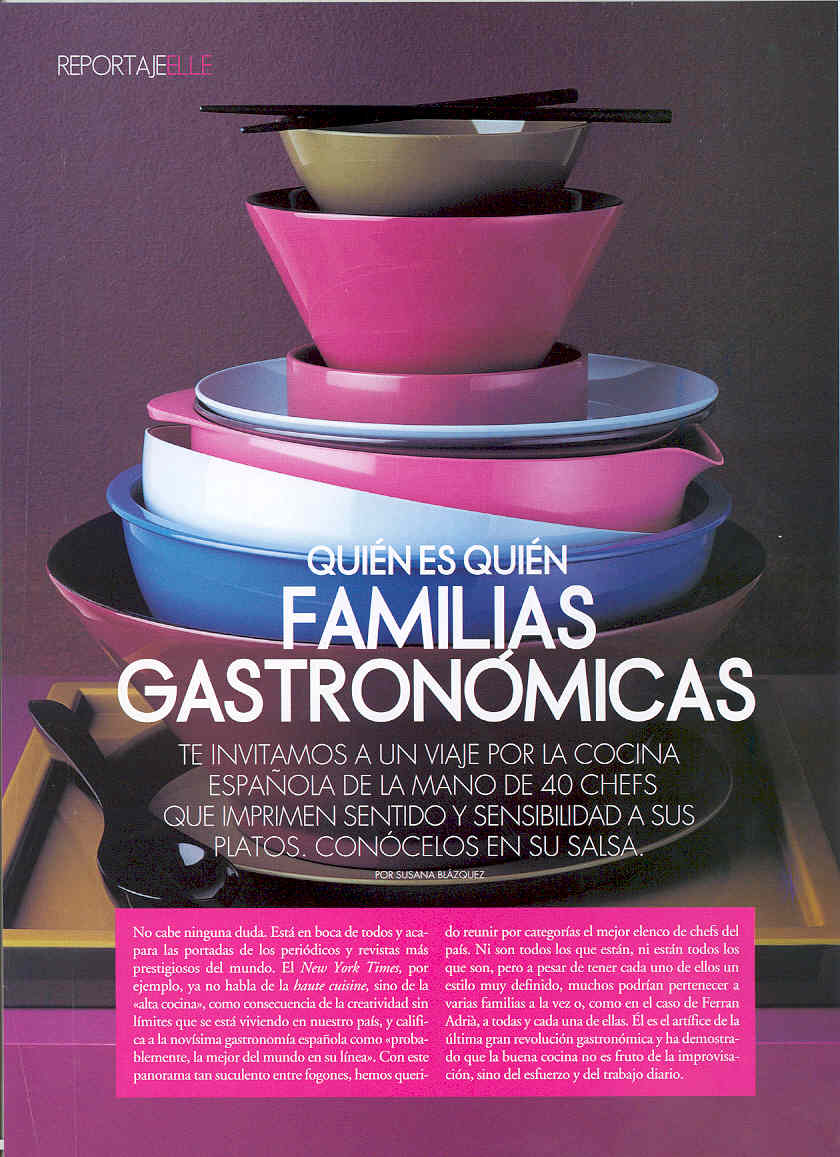 REPORTAJEELLE
QUIÉN ES QUIÉN
FAMILIAS
GASTRONÓMICAS
TE INVITAMOS A UN VIAJE POR LA COCINA
ESPAÑOLA DE LA MANO DE 40 CHEFS
QUE IMPRIMEN SENTIDO Y SENSIBILIDAD A SUS
PLATOS. CONÓCELOS EN SU SALSA.
POR SUSANA BLÁZQUEZ
No cabe ninguna duda. Está en boca de todos y aca-
para las portadas de los periódicos y revistas más
prestigiosos del mundo. El New York Times, por
ejemplo, ya no habla de la haute cuisine, sino de la
«alta cocina», como consecuencia de la creatividad sin
límites que se está viviendo en nuestro país, y califi-
ca a la novísima gastronomía española como «proba-
blemente, la mejor del mundo en su línea». Con este
panorama tan suculento entre fogones, hemos queri-
do reunir por categorías el mejor elenco de chefs del
país. Ni son todos los que están, ni están todos los
que son, pero a pesar de tener cada uno de ellos un
estilo muy definido, muchos podrían pertenecer a
varias familias a la vez o, como en el caso de Ferran
Adrià, a todas y cada una de ellas. Él es el artífice de la
última gran revolución gastronómica y ha demostra-
do que la buena cocina no es fruto de la improvisa-
ción, sino del esfuerzo y del trabajo diario.